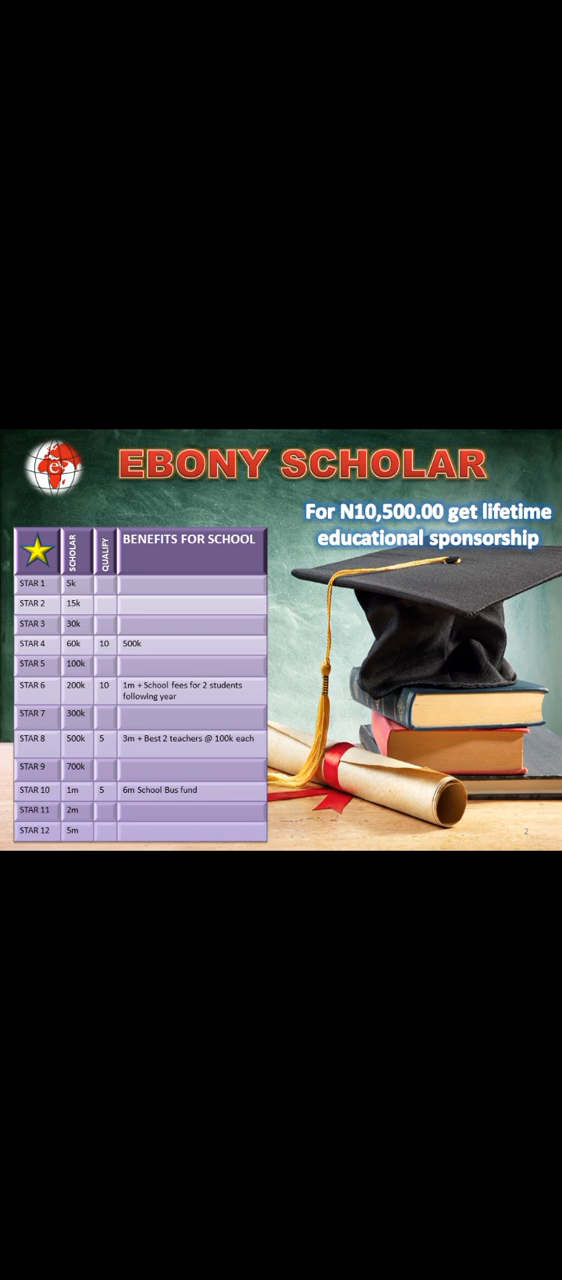 e
EBONY SCHOLAR
For N10,500.00 get lifetime
educational sponsorship
SCHOLAR QUALIFY BENEFITS FOR SCHOOL
STAR 1 5k
STAR 2 15k
STAR 3 30k
STAR 4 60k 10 500k
STAR 5 100k
STAR 6 200k 10 1m + School fees for 2 students
following year
STAR 7 300k
STAR 8 500k 5 3m + Best 2 teachers @ 100k each
STAR 9 700k
STAR 10 1m 5 6m School Bus fund
STAR 11 2m
STAR 12 5m
2